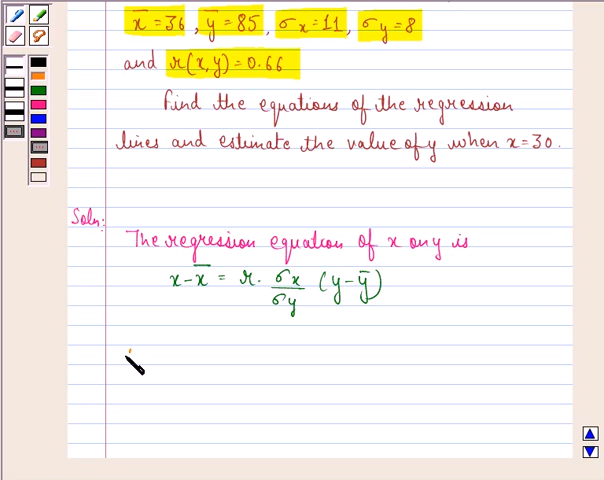 x̄ = 36 , ȳ = 85, σx = 11, σy = 8
and r(x,y) = 0.66
Find the equations of the regression
lines and estimate the value of y when x = 30.
Soln:
The regression equation of x on y is
x - x̄ = r. σx/σy (y - ȳ)